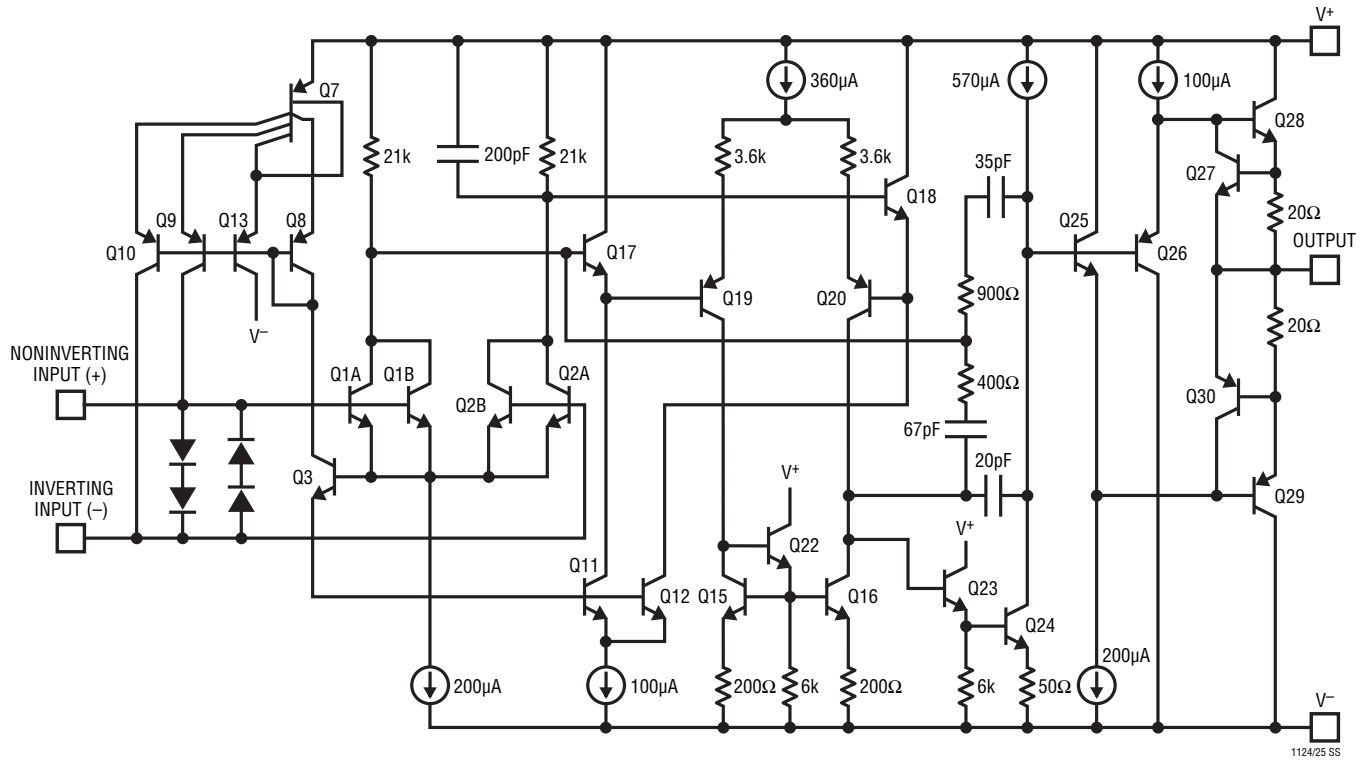 V+
Q7
360µA
570µA
100µA
Q28
21k
200pF
21k
3.6k
3.6k
35pF
Q27
Q18
20Ω
Q9
Q13
Q8
Q10
Q17
Q25
Q26
OUTPUT
Q19
Q20
900Ω
V–
20Ω
NONINVERTING
INPUT (+)
Q1A
Q1B
Q2B
Q2A
400Ω
Q30
67pF
20pF
Q3
V+
INVERTING
INPUT (–)
Q29
V+
Q22
Q11
Q12
Q15
Q16
Q23
Q24
200µA
200µA
100µA
200Ω
6k
200Ω
6k
50Ω
V–
1124/25 SS